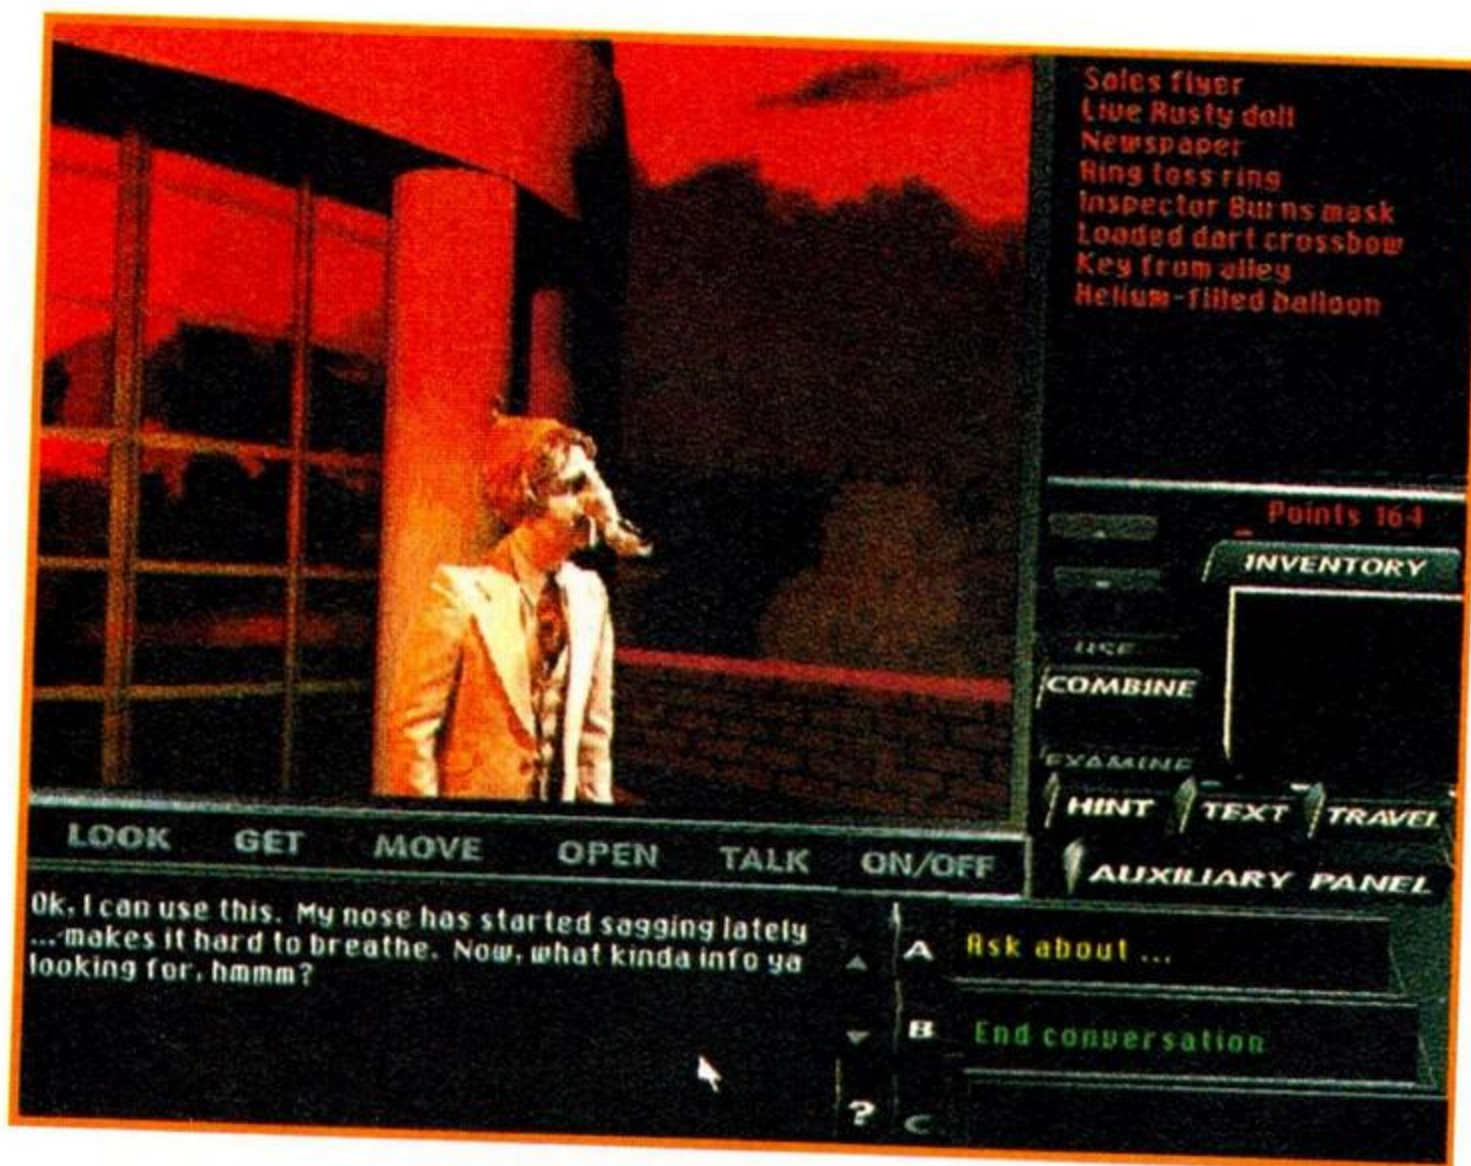 Sales flyer
Live Rusty doll
Newspaper
Ring toss ring
Inspector Burns mask
Loaded dart crossbow
Key from alley
Helium-filled balloon
Points 164
INVENTORY
USE
COMBINE
EXAMINE
HINT TEXT TRAVEL
AUXILIARY PANEL
LOOK GET MOVE OPEN TALK ON/OFF
Ok, I can use this. My nose has started sagging lately
... makes it hard to breathe. Now, what kinda info ya
looking for, hmmm?
A Ask about ...
B End conversation
? C